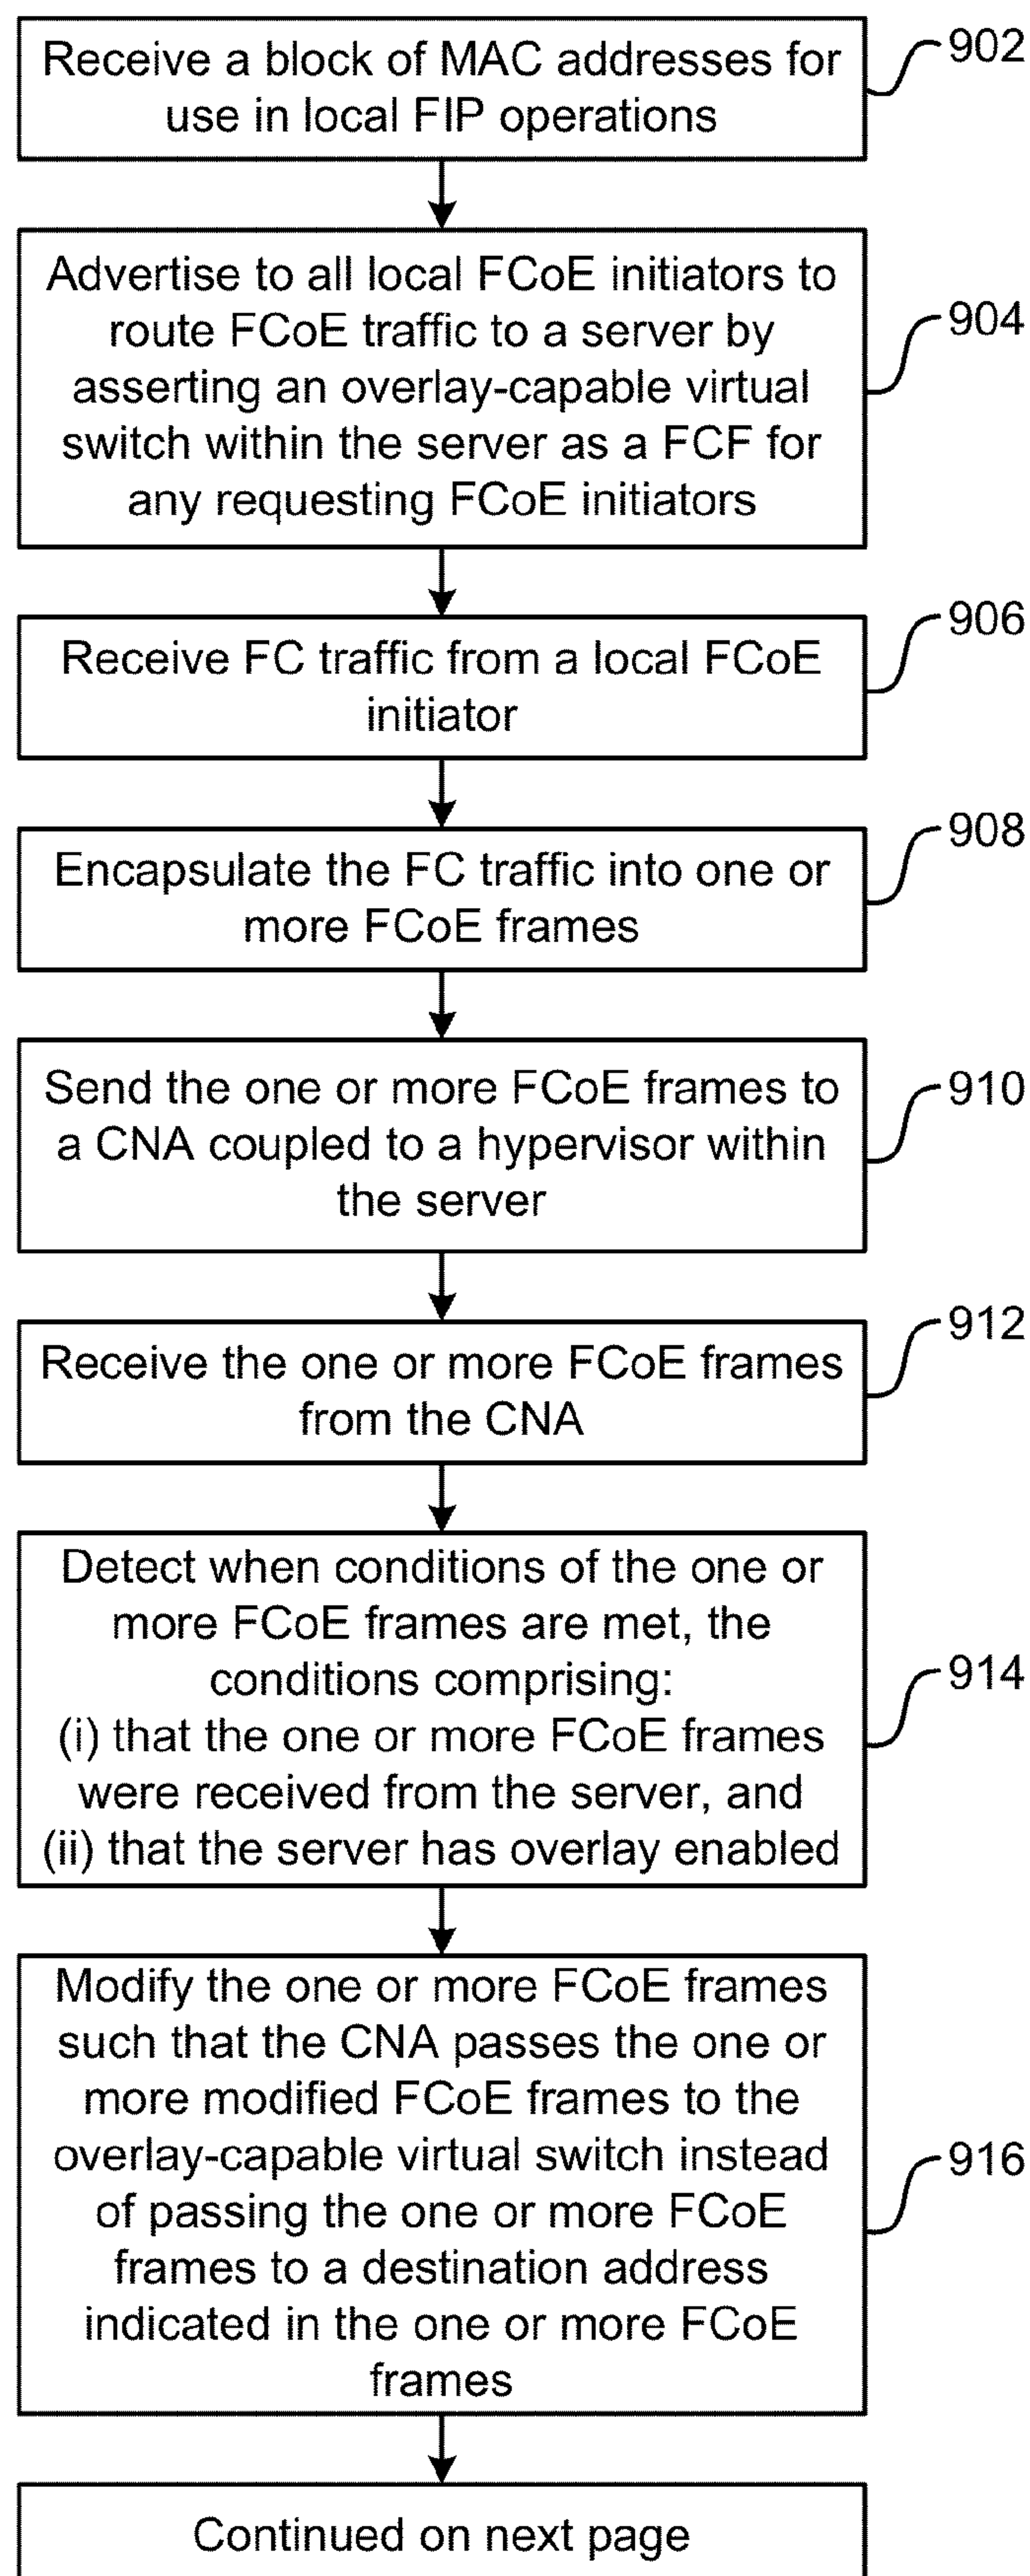 Receive a block of MAC addresses for
use in local FIP operations
902
Advertise to all local FCoE initiators to
route FCoE traffic to a server by
asserting an overlay-capable virtual
switch within the server as a FCF for
any requesting FCoE initiators
904
Receive FC traffic from a local FCoE
initiator
906
Encapsulate the FC traffic into one or
more FCoE frames
908
Send the one or more FCoE frames to
a CNA coupled to a hypervisor within
the server
910
Receive the one or more FCoE frames
from the CNA
912
Detect when conditions of the one or
more FCoE frames are met, the
conditions comprising:
(i) that the one or more FCoE frames
were received from the server, and
(ii) that the server has overlay enabled
914
Modify the one or more FCoE frames
such that the CNA passes the one or
more modified FCoE frames to the
overlay-capable virtual switch instead
of passing the one or more FCoE
frames to a destination address
indicated in the one or more FCoE
frames
916
Continued on next page